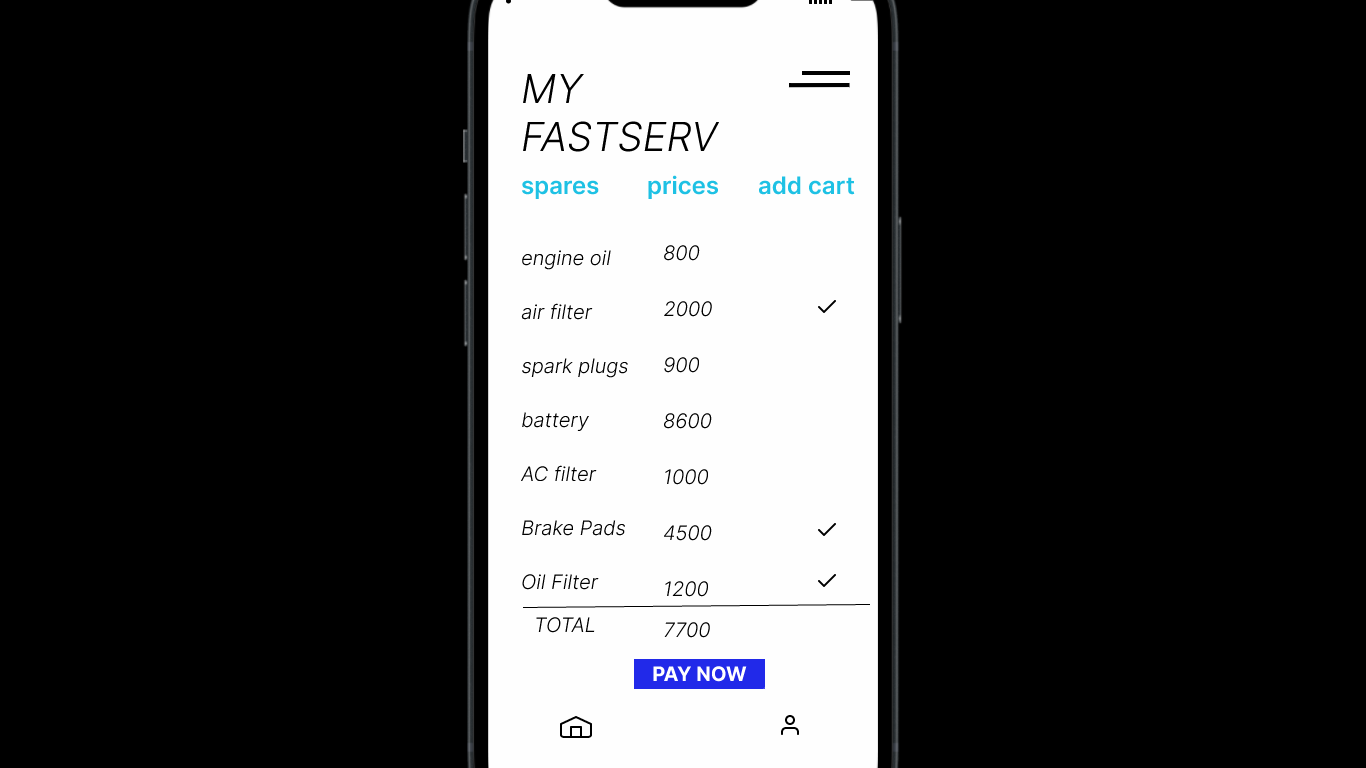 MY
FASTSERV
spares prices add cart
engine oil 800
air filter 2000
spark plugs 900
battery 8600
AC filter 1000
Brake Pads 4500
Oil Filter 1200
TOTAL 7700
PAY NOW